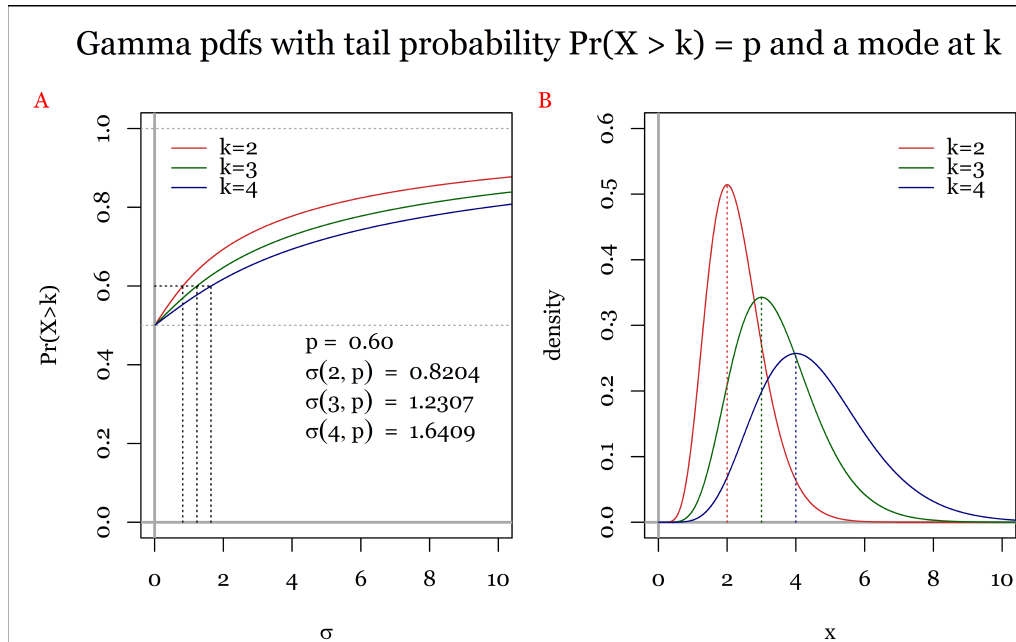 Gamma pdfs with tail probability Pr(X > k) = p and a mode at k
A
Pr(X>k)
0.0 0.2 0.4 0.6 0.8 1.0
k=2
k=3
k=4
p = 0.60
σ(2, p) = 0.8204
σ(3, p) = 1.2307
σ(4, p) = 1.6409
0 2 4 6 8 10
σ
B
density
0.0 0.1 0.2 0.3 0.4 0.5 0.6
k=2
k=3
k=4
0 2 4 6 8 10
x